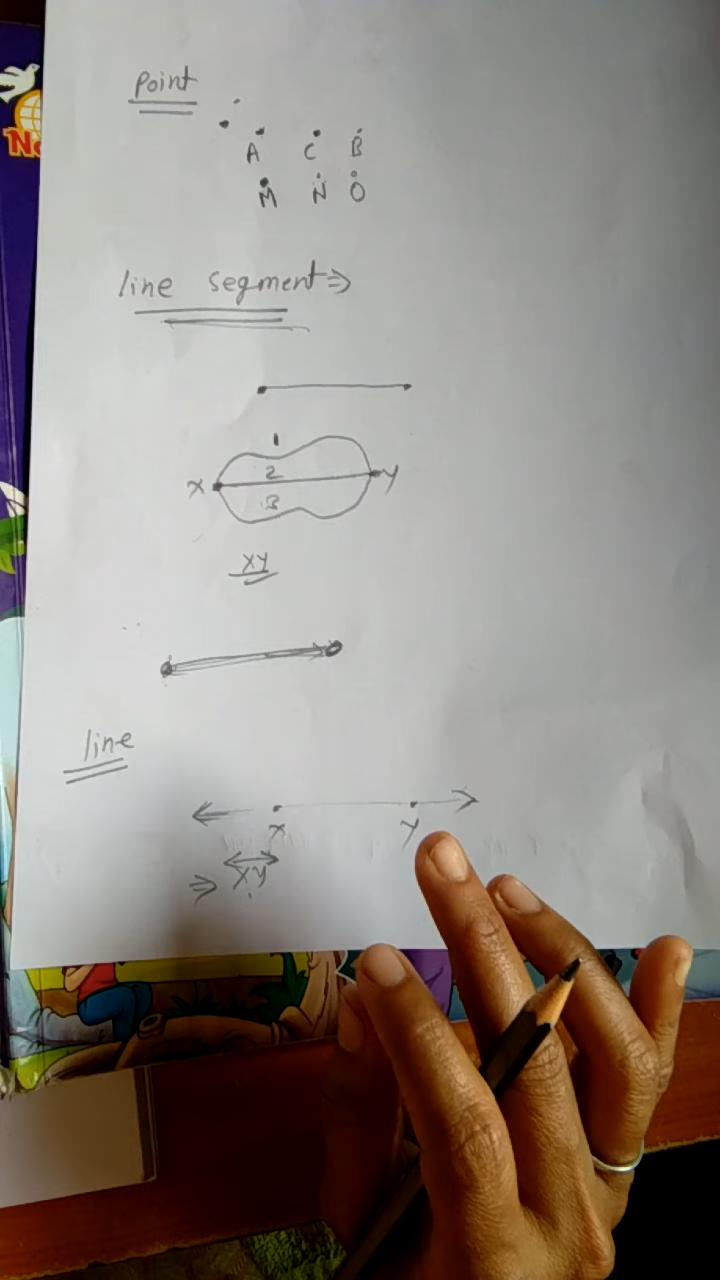 Point
A C B
M N O
line segment ⇒
1
X 2 Y
3
XY
line
X Y
⇒ XY